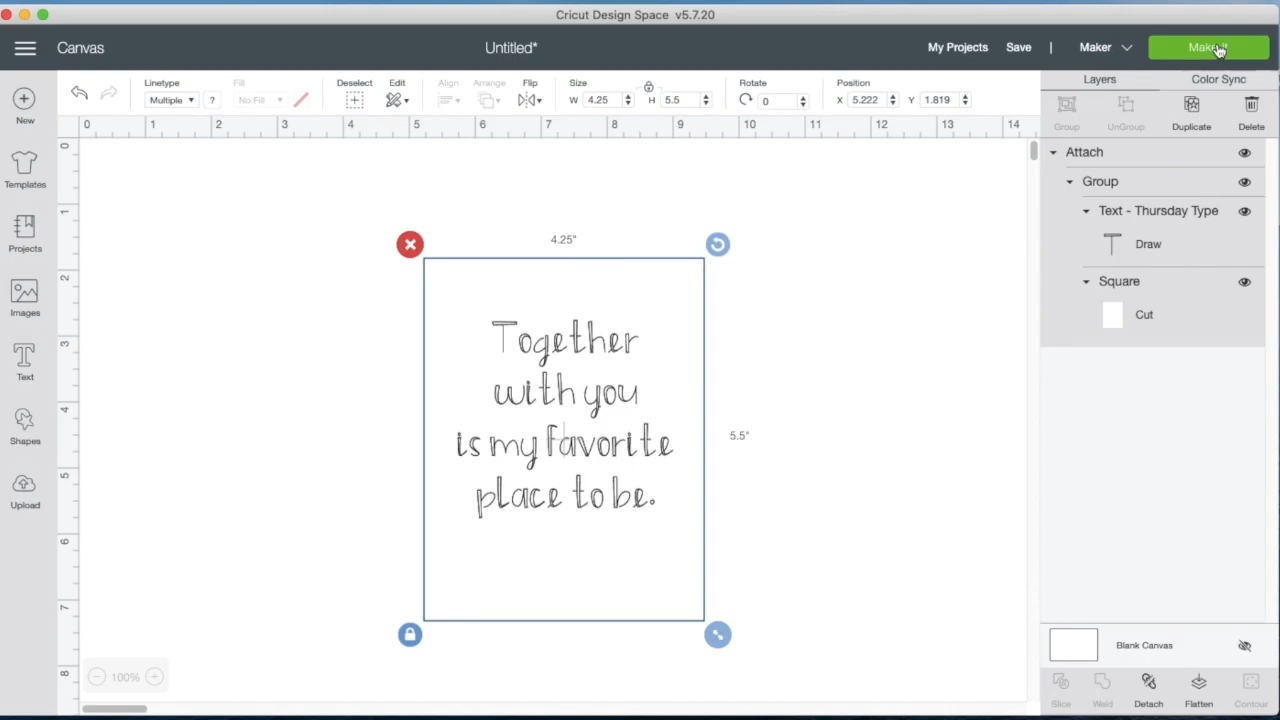 Cricut Design Space v5.7.20
Canvas
Untitled*
My Projects Save | Maker Make It
Linetype Fill Deselect Edit Align Arrange Flip Size Rotate Position
Multiple ? No Fill W 4.25 H 5.5 0 X 5.222 Y 1.819
Layers Color Sync
Group UnGroup Duplicate Delete
0 1 2 3 4 5 6 7 8 9 10 11 12 13 14
0 1 2 3 4 5 6 7 8
New
Templates
Projects
Images
Text
Shapes
Upload
4.25"
5.5"
Together
with you
is my favorite
place to be.
100%
Attach
Group
Text - Thursday Type
Draw
Square
Cut
Blank Canvas
Slice Weld Detach Flatten Contour